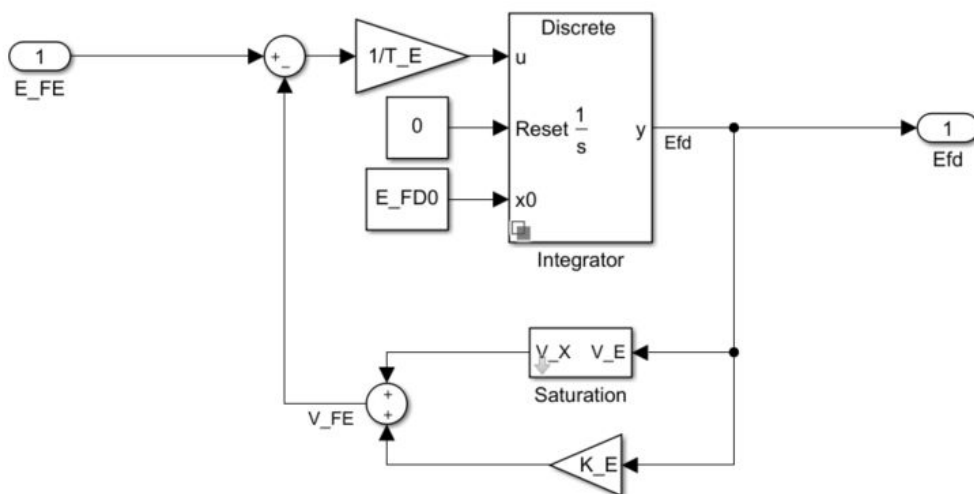 1
E_FE
+
−
1/T_E
Discrete
u
0
Reset
1
s
y
Efd
E_FD0
x0
Integrator
1
Efd
V_X
V_E
Saturation
+
+
V_FE
K_E